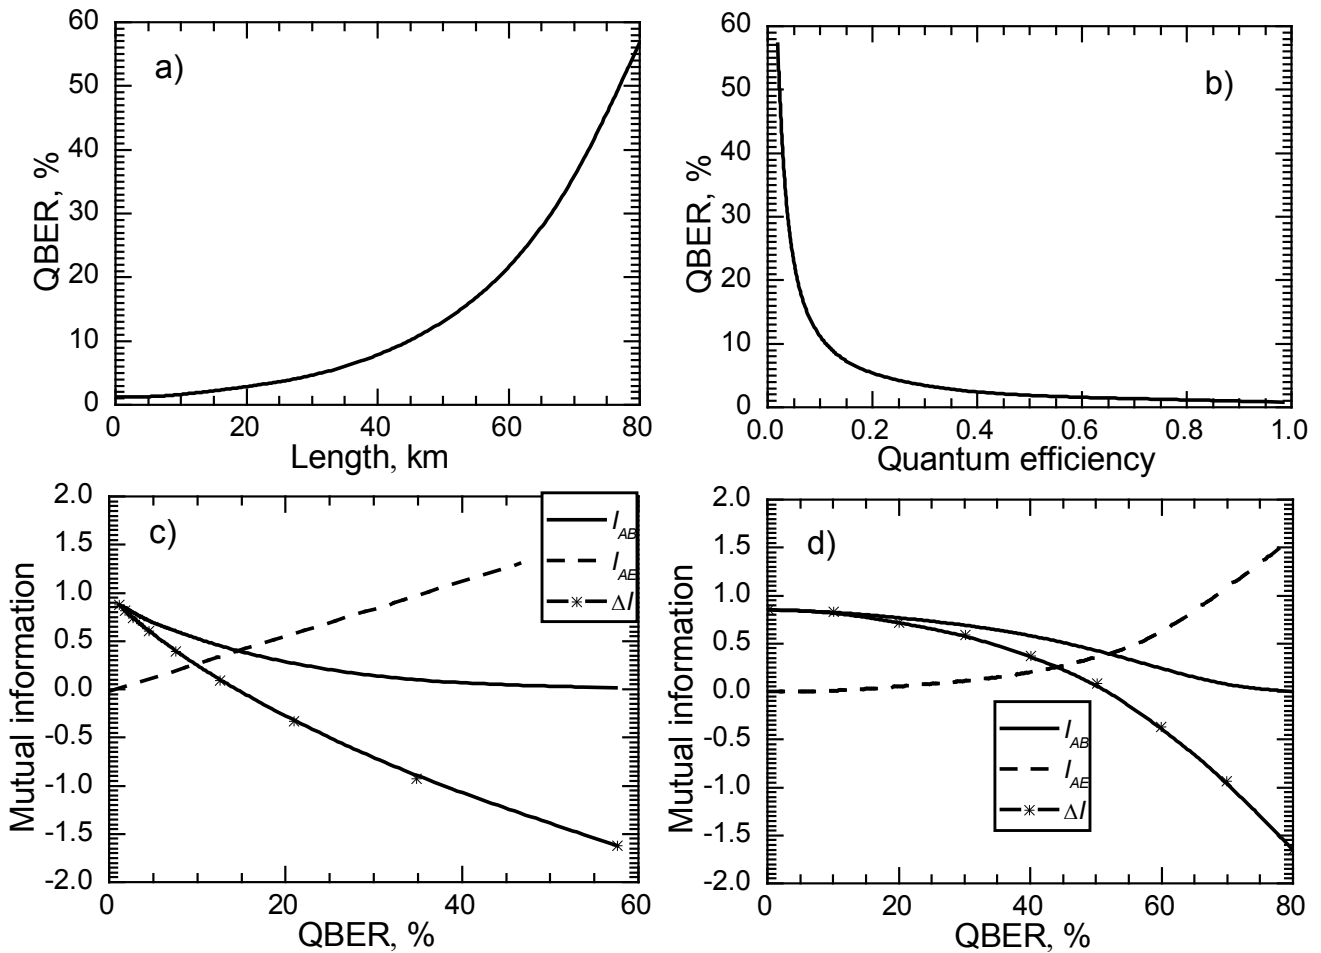 60
50
40
30
20
10
0
QBER, %
a)
0 20 40 60 80
Length, km
60
50
40
30
20
10
0
QBER, %
b)
0.0 0.2 0.4 0.6 0.8 1.0
Quantum efficiency
2.0
1.5
1.0
0.5
0.0
-0.5
-1.0
-1.5
-2.0
Mutual information
c)
I_AB
I_AE
ΔI
0 20 40 60
QBER, %
2.0
1.5
1.0
0.5
0.0
-0.5
-1.0
-1.5
-2.0
Mutual information
d)
I_AB
I_AE
ΔI
0 20 40 60 80
QBER, %